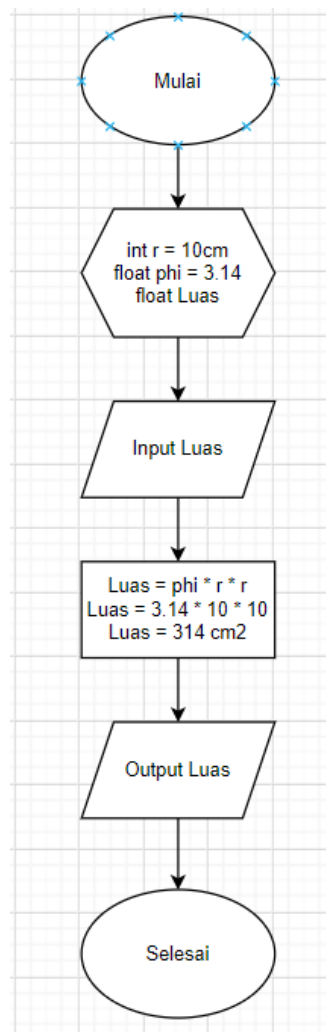 Mulai
int r = 10cm
float phi = 3.14
float Luas
Input Luas
Luas = phi * r * r
Luas = 3.14 * 10 * 10
Luas = 314 cm2
Output Luas
Selesai